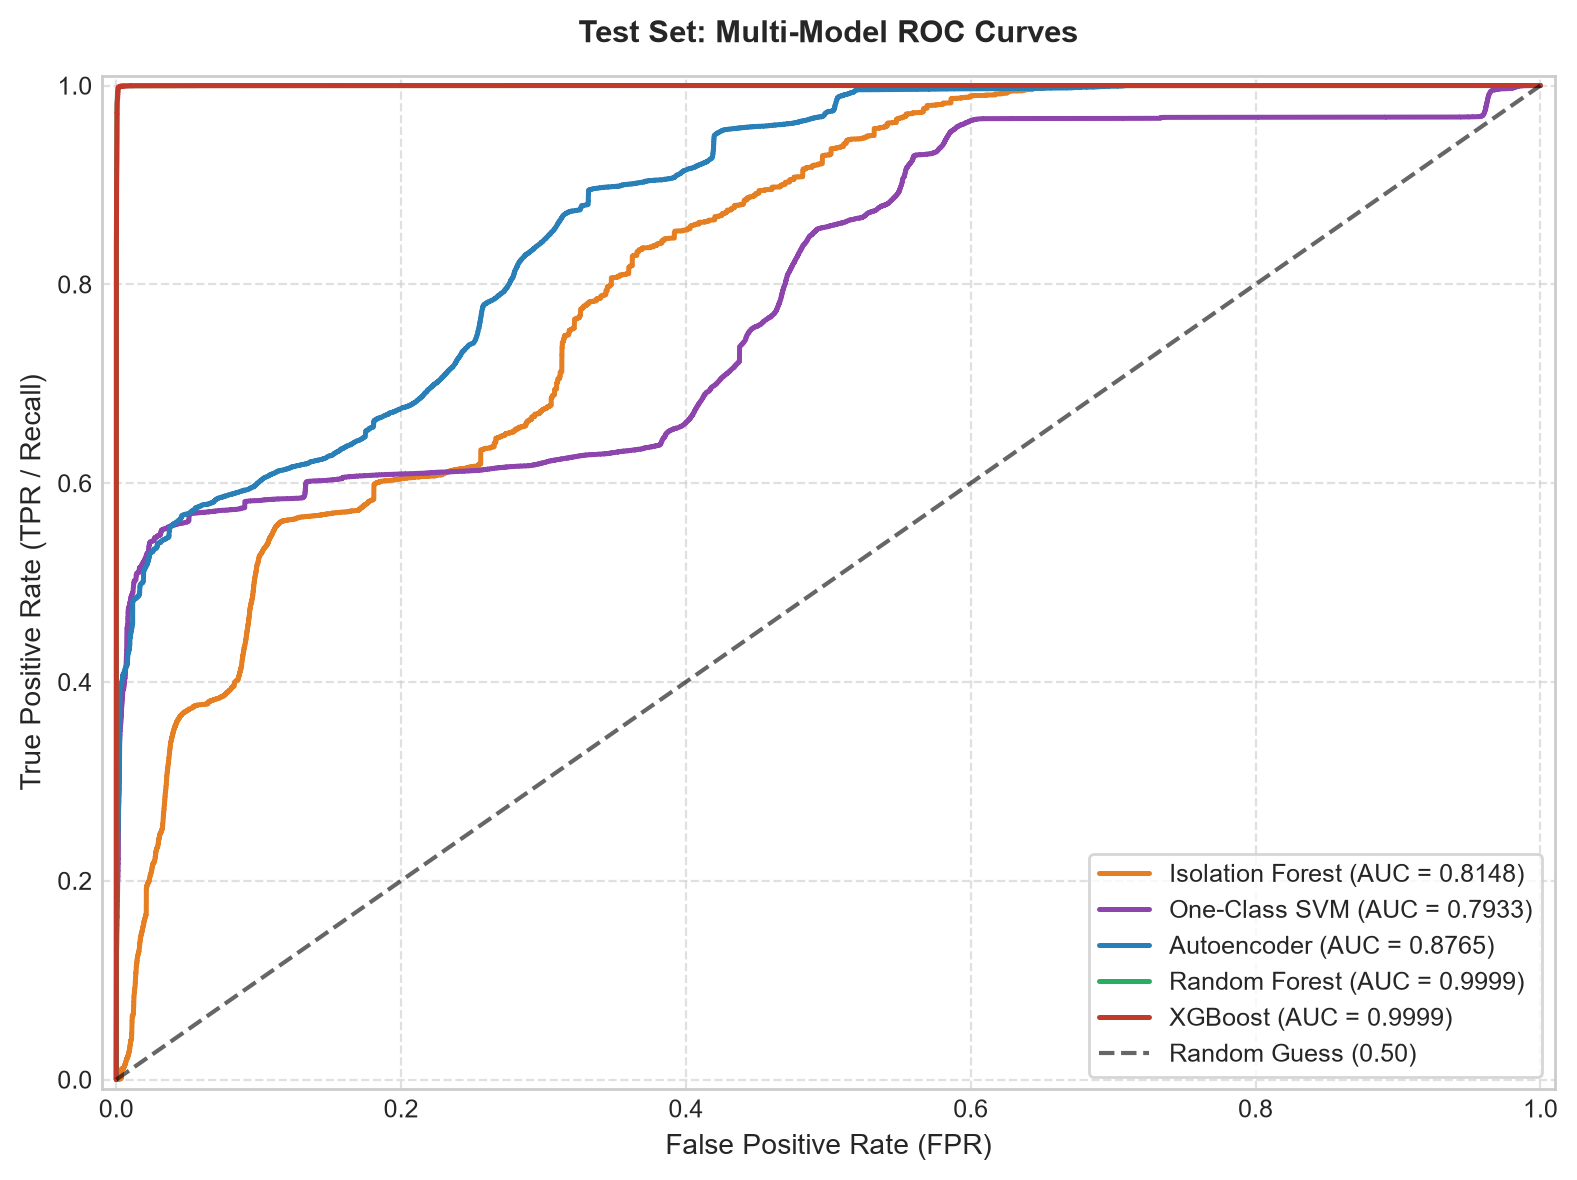 Test Set: Multi-Model ROC Curves
True Positive Rate (TPR / Recall)
1.0
0.8
0.6
0.4
0.2
0.0
0.0 0.2 0.4 0.6 0.8 1.0
False Positive Rate (FPR)
Isolation Forest (AUC = 0.8148)
One-Class SVM (AUC = 0.7933)
Autoencoder (AUC = 0.8765)
Random Forest (AUC = 0.9999)
XGBoost (AUC = 0.9999)
Random Guess (0.50)